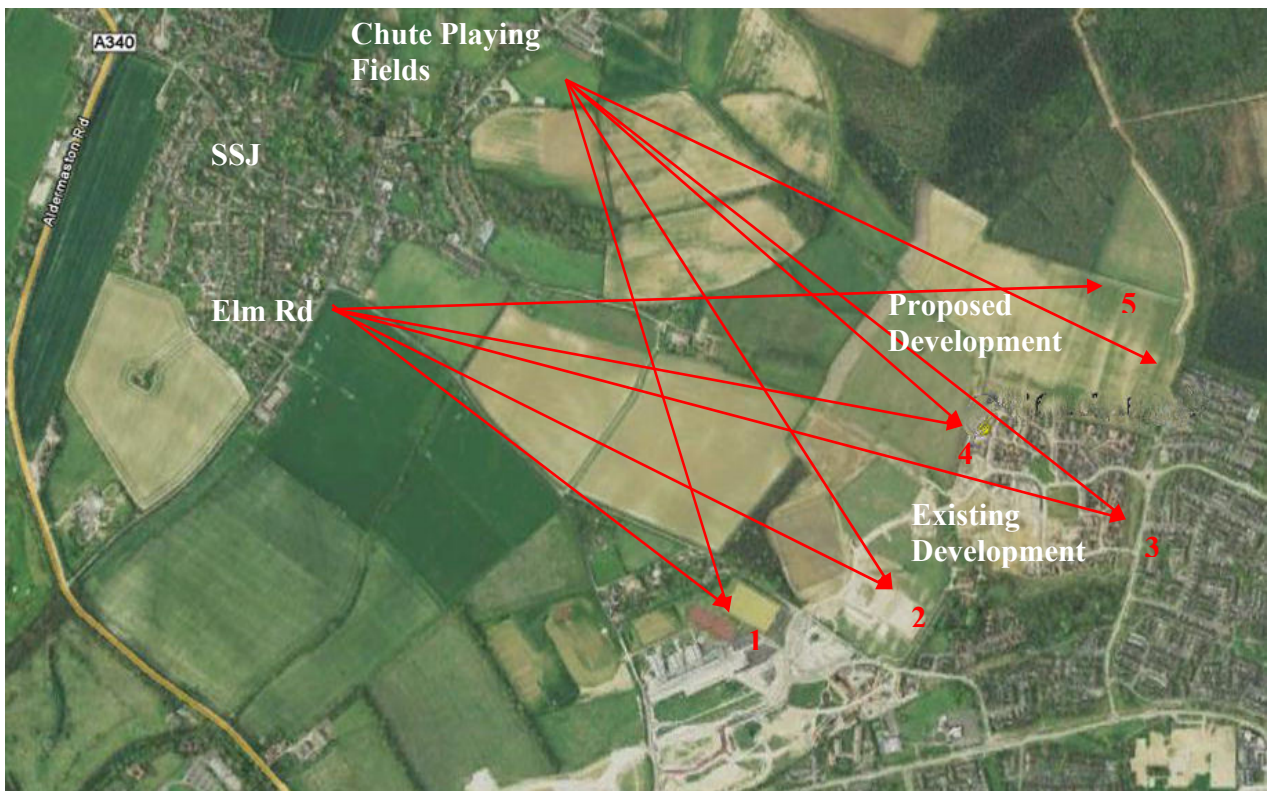 Chute Playing
Fields
A340
SSJ
Aldermaston Rd
Elm Rd
Proposed
Development
5
4
Existing
Development
3
2
1